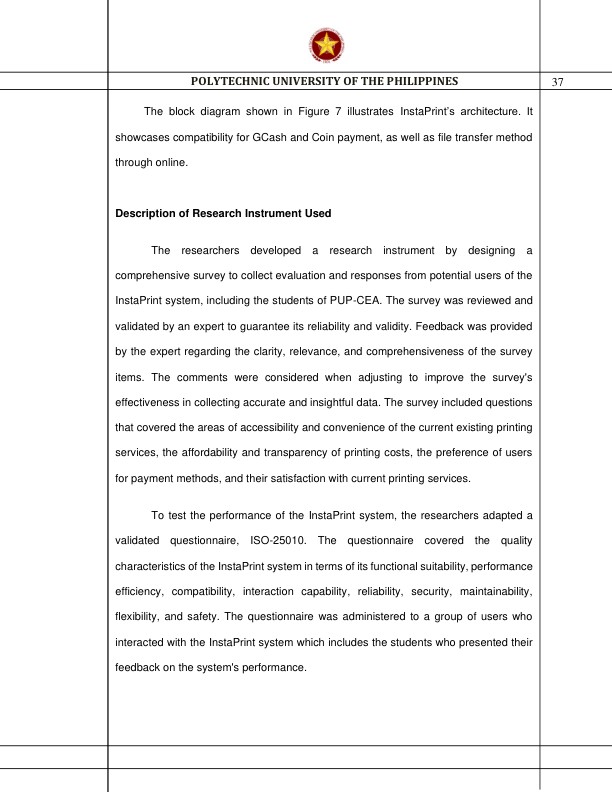 POLYTECHNIC UNIVERSITY OF THE PHILIPPINES
37
The block diagram shown in Figure 7 illustrates InstaPrint's architecture. It
showcases compatibility for GCash and Coin payment, as well as file transfer method
through online.
Description of Research Instrument Used
The researchers developed a research instrument by designing a
comprehensive survey to collect evaluation and responses from potential users of the
InstaPrint system, including the students of PUP-CEA. The survey was reviewed and
validated by an expert to guarantee its reliability and validity. Feedback was provided
by the expert regarding the clarity, relevance, and comprehensiveness of the survey
items. The comments were considered when adjusting to improve the survey's
effectiveness in collecting accurate and insightful data. The survey included questions
that covered the areas of accessibility and convenience of the current existing printing
services, the affordability and transparency of printing costs, the preference of users
for payment methods, and their satisfaction with current printing services.
To test the performance of the InstaPrint system, the researchers adapted a
validated questionnaire, ISO-25010. The questionnaire covered the quality
characteristics of the InstaPrint system in terms of its functional suitability, performance
efficiency, compatibility, interaction capability, reliability, security, maintainability,
flexibility, and safety. The questionnaire was administered to a group of users who
interacted with the InstaPrint system which includes the students who presented their
feedback on the system's performance.